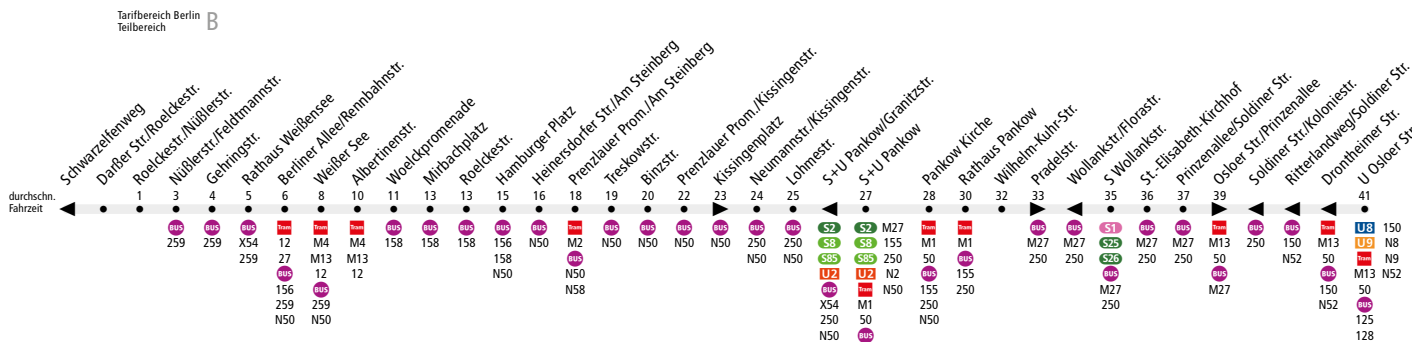 Tarifbereich Berlin
Teilbereich B
Schwarzelfenweg
Darßer Str./Roelckestr.
Roelckestr./Nüßlerstr.
Nüßlerstr./Feldtmannstr.
Gehringstr.
Rathaus Weißensee
Berliner Allee/Rennbahnstr.
Weißer See
Albertinenstr.
Woelckpromenade
Mirbachplatz
Roelckestr.
Hamburger Platz
Heinersdorfer Str./Am Steinberg
Prenzlauer Prom./Am Steinberg
Treskowstr.
Binzstr.
Prenzlauer Prom./Kissingenstr.
Kissingenplatz
Neumannstr./Kissingenstr.
Lohmestr.
S+U Pankow/Granitzstr.
S+U Pankow
Pankow Kirche
Rathaus Pankow
Wilhelm-Kuhr-Str.
Pradelstr.
Wollankstr./Florastr.
S Wollankstr.
St.-Elisabeth-Kirchhof
Prinzenallee/Soldiner Str.
Osloer Str./Prinzenallee
Soldiner Str./Koloniestr.
Ritterlandweg/Soldiner Str.
Drontheimer Str.
U Osloer Str.
durchschn. 1 3 4 5 6 8 10 11 13 13 15 16 18 19 20 22 23 24 25 27 28 30 32 33 35 36 37 39 41
Fahrzeit
BUS BUS BUS Tram Tram Tram BUS BUS BUS BUS BUS Tram BUS BUS BUS BUS BUS BUS S2 S2 M27 Tram Tram BUS BUS S1 BUS BUS Tram BUS BUS Tram U8 150
259 259 X54 12 M4 M4 158 158 158 156 N50 M2 N50 N50 N50 N50 250 250 S8 S8 155 M1 M1 M27 M27 S25 M27 M27 M13 250 150 M13 U9 N8
259 27 M13 M13 158 BUS N50 N50 S85 S85 250 50 BUS 250 250 S26 250 250 50 N52 50 Tram N9
BUS 12 12 N50 N50 U2 U2 N2 BUS 155 BUS BUS BUS M13 N52
156 BUS N58 BUS Tram N50 155 250 M27 M27 150 50
259 259 X54 M1 250 250 N52 BUS
N50 N50 250 50 N50 125
N50 BUS 128